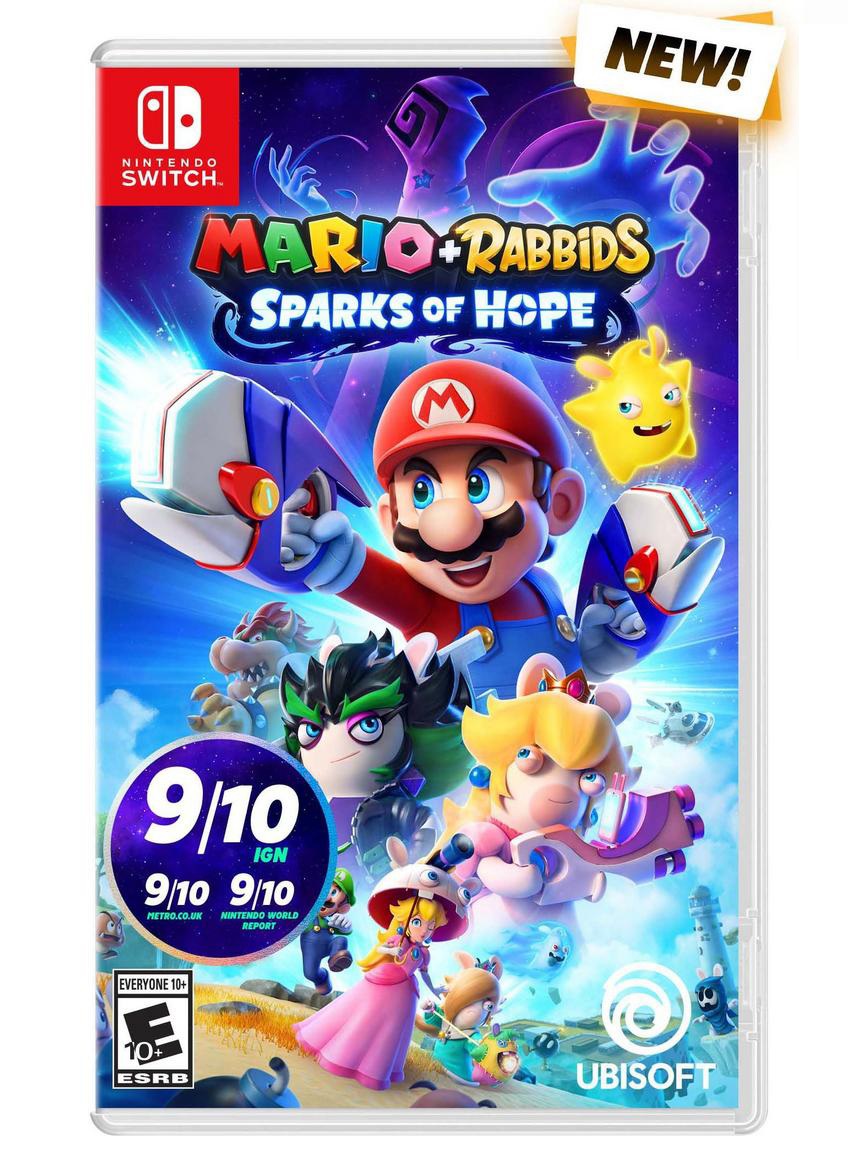 NEW!
NINTENDO
SWITCH™
MARIO + RABBIDS
SPARKS OF HOPE
M
9/10
IGN
9/10 9/10
METRO.CO.UK NINTENDO WORLD
REPORT
EVERYONE 10+
E
10+
ESRB
UBISOFT